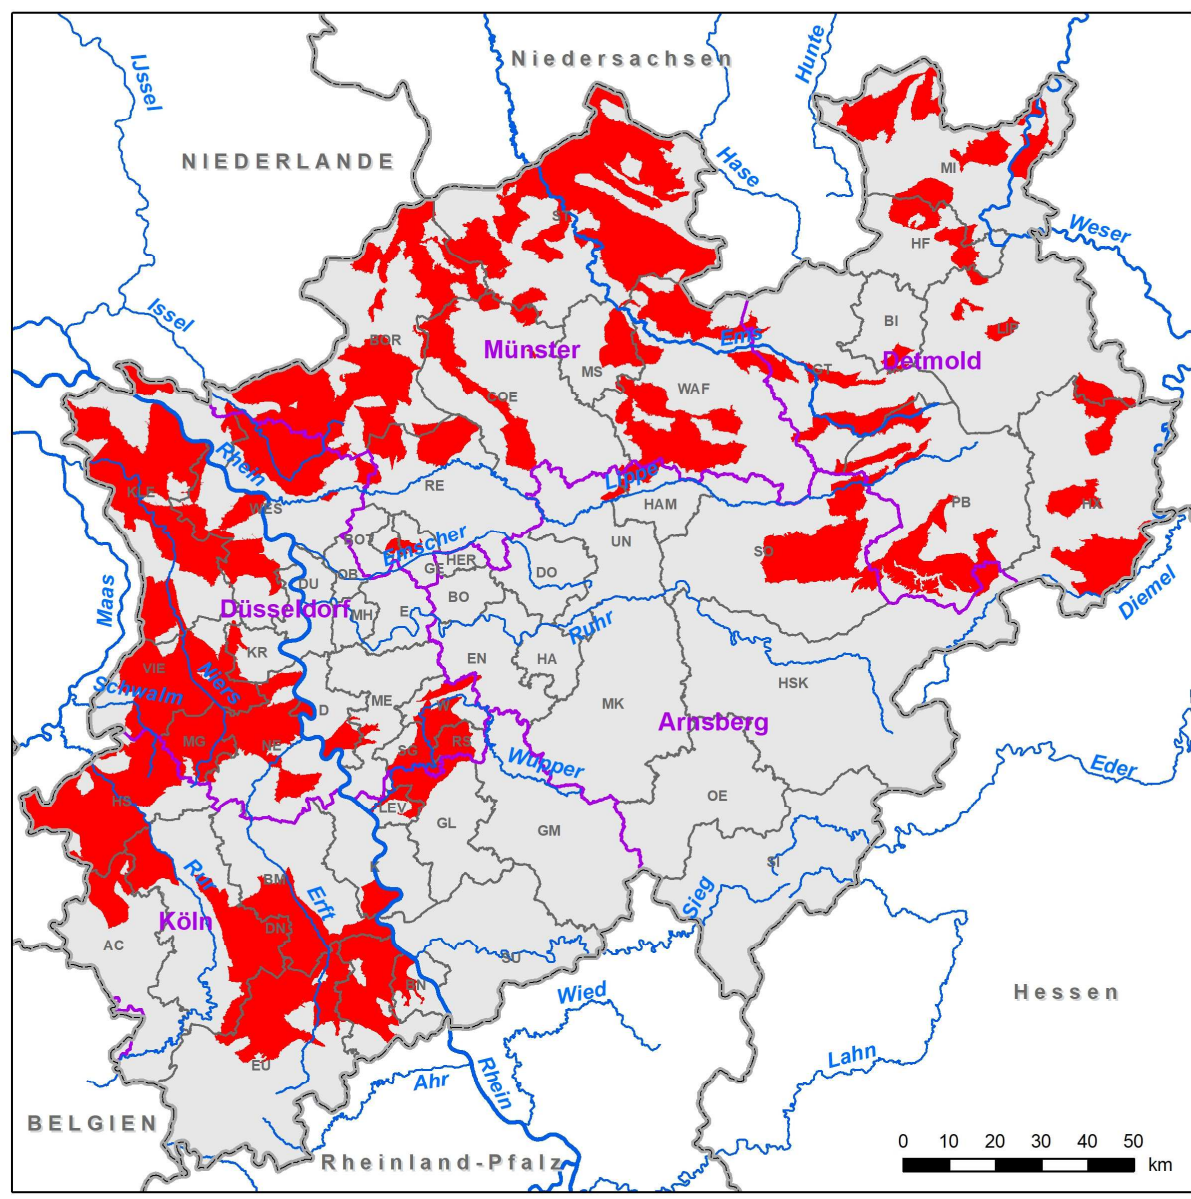 Niedersachsen
Hunte
IJssel
NIEDERLANDE
Hase
MI
ST
Weser
HF
Issel
BI
LIP
BOR
Münster
Ems
Detmold
MS
GT
WAF
COE
Rhein
Lippe
RE
KLE
WES
HAM
PB
HX
BOT
Emscher
UN
SO
HER
GE
OB
DO
DU
Maas
Düsseldorf
MH
E
BO
Ruhr
Diemel
KR
EN
HA
VIE
Niers
HSK
Schwalm
ME
MK
W
D
Arnsberg
MG
NE
SG
RS
Wupper
Eder
HS
LEV
GL
OE
GM
K
SI
Rur
BM
Erft
Sieg
Köln
DN
AC
SU
BN
Wied
Hessen
EU
Lahn
Ahr
Rhein
BELGIEN
Rheinland-Pfalz
0 10 20 30 40 50
km